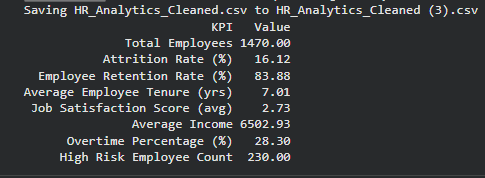 Saving HR_Analytics_Cleaned.csv to HR_Analytics_Cleaned (3).csv
KPI Value
Total Employees 1470.00
Attrition Rate (%) 16.12
Employee Retention Rate (%) 83.88
Average Employee Tenure (yrs) 7.01
Job Satisfaction Score (avg) 2.73
Average Income 6502.93
Overtime Percentage (%) 28.30
High Risk Employee Count 230.00